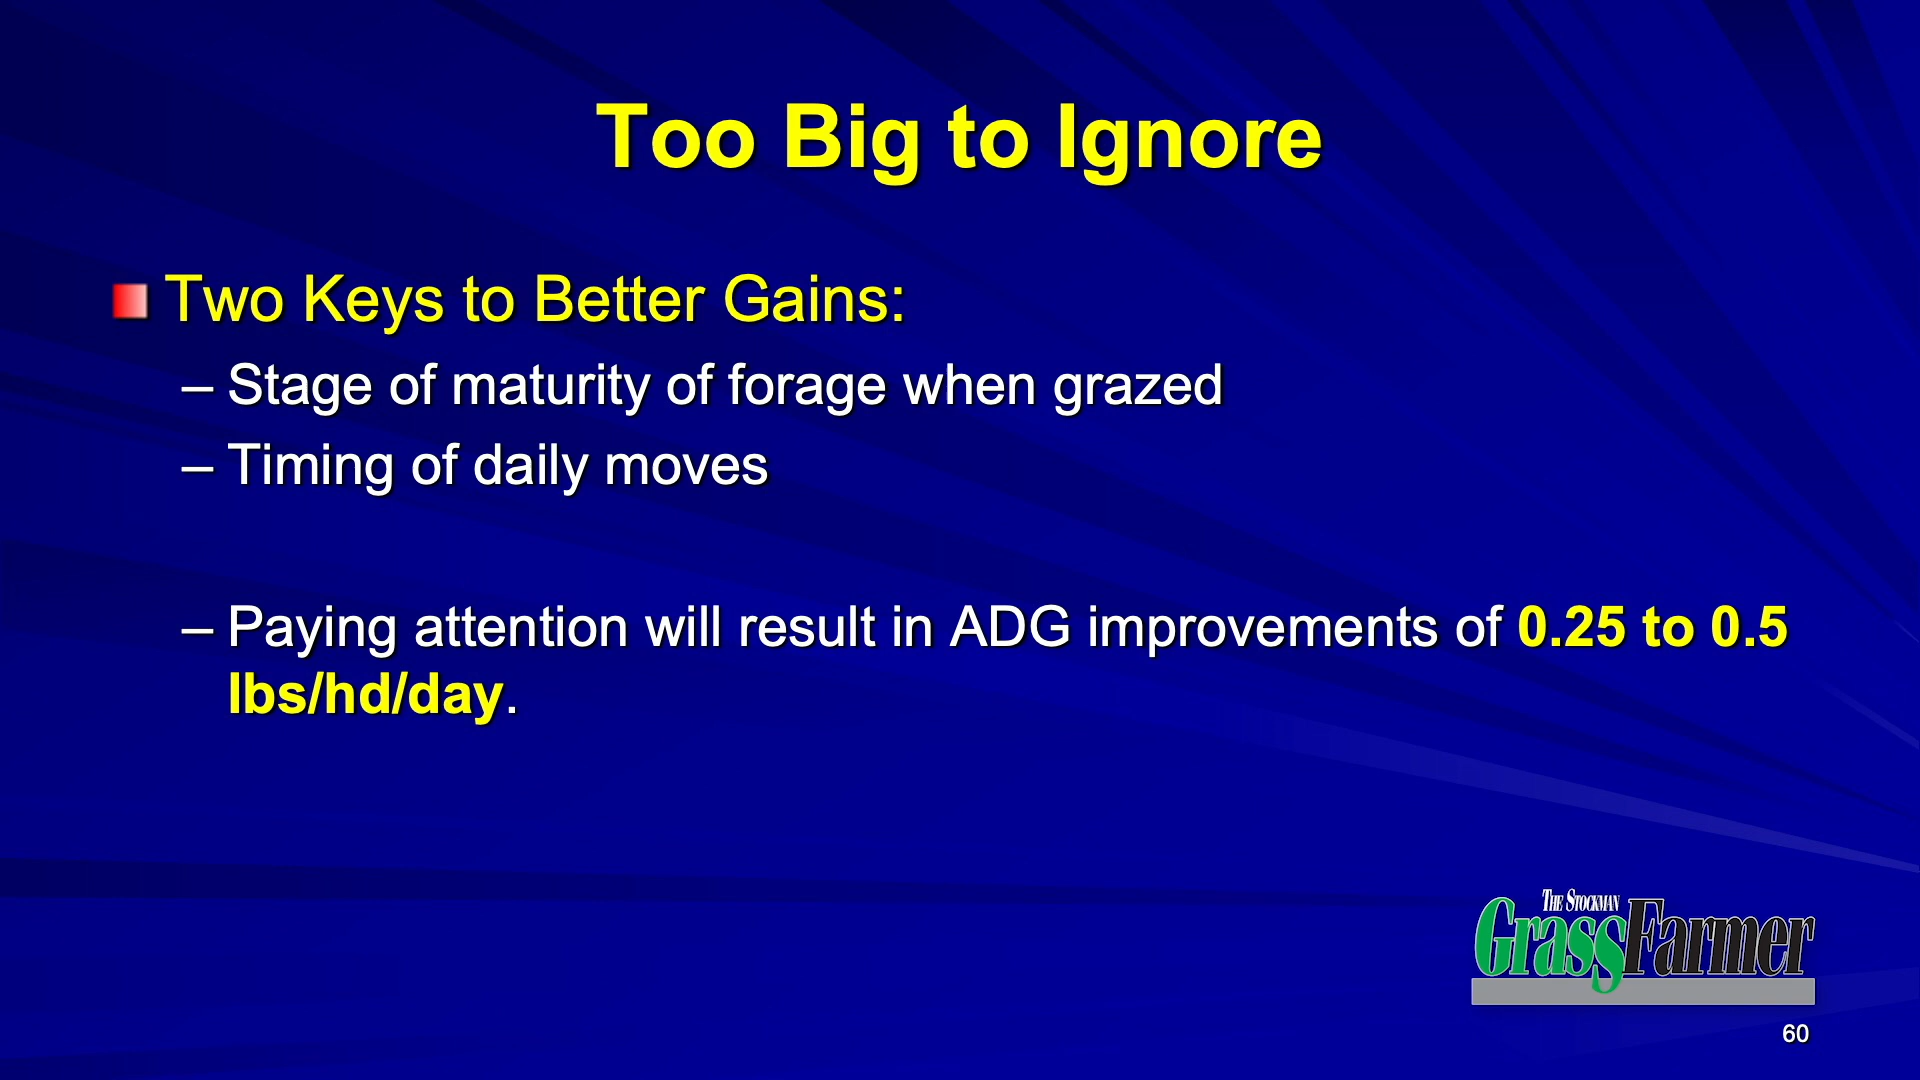 Too Big to Ignore
Two Keys to Better Gains:
– Stage of maturity of forage when grazed
– Timing of daily moves
– Paying attention will result in ADG improvements of 0.25 to 0.5
lbs/hd/day.
THE STOCKMAN
GrassFarmer
60